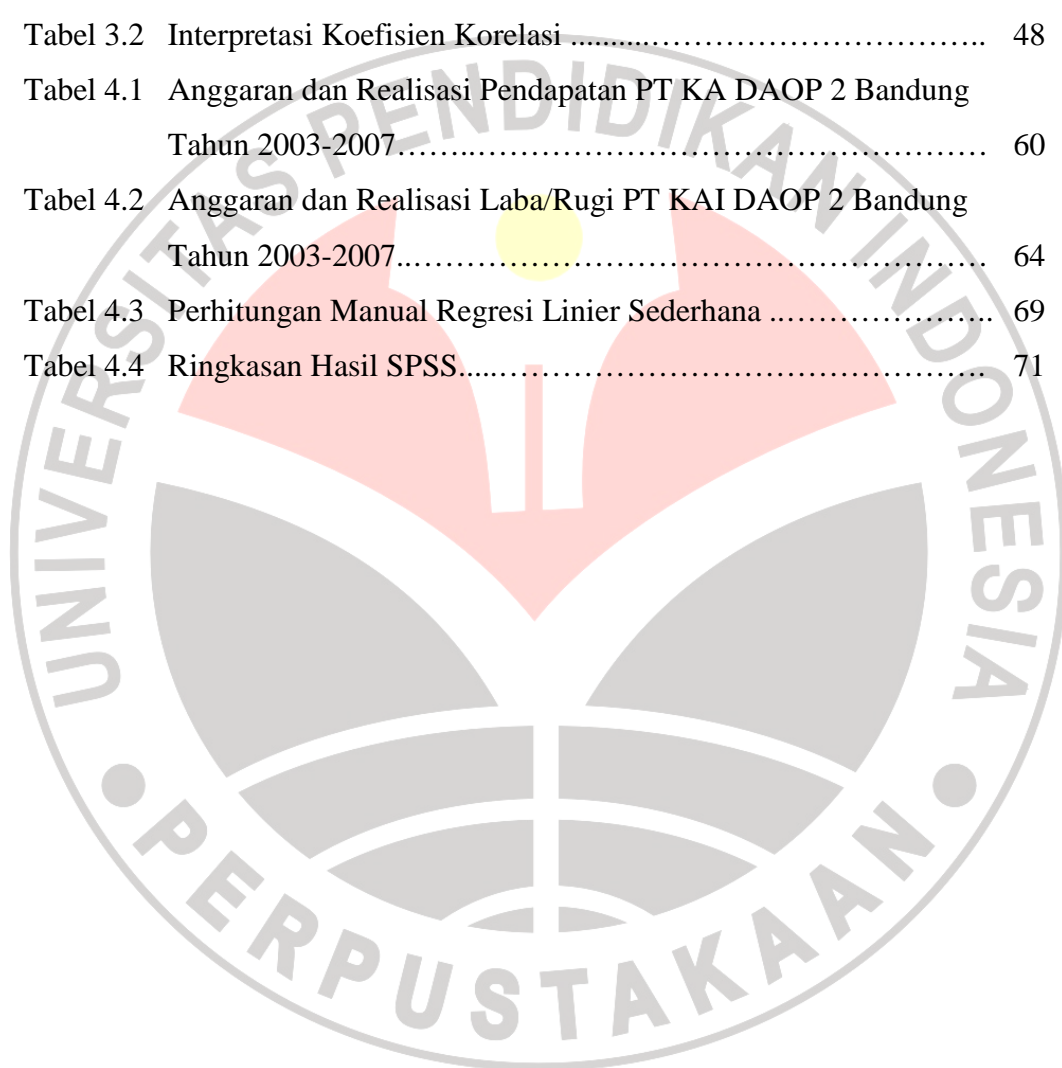 Tabel 3.2 Interpretasi Koefisien Korelasi ..........………………………….. 48
Tabel 4.1 Anggaran dan Realisasi Pendapatan PT KA DAOP 2 Bandung
Tahun 2003-2007……..………………………………………… 60
Tabel 4.2 Anggaran dan Realisasi Laba/Rugi PT KAI DAOP 2 Bandung
Tahun 2003-2007..……………………………………………… 64
Tabel 4.3 Perhitungan Manual Regresi Linier Sederhana ..………………... 69
Tabel 4.4 Ringkasan Hasil SPSS.....……………………………………….. 71
UNIVERSITAS PENDIDIKAN INDONESIA
PERPUSTAKAAN